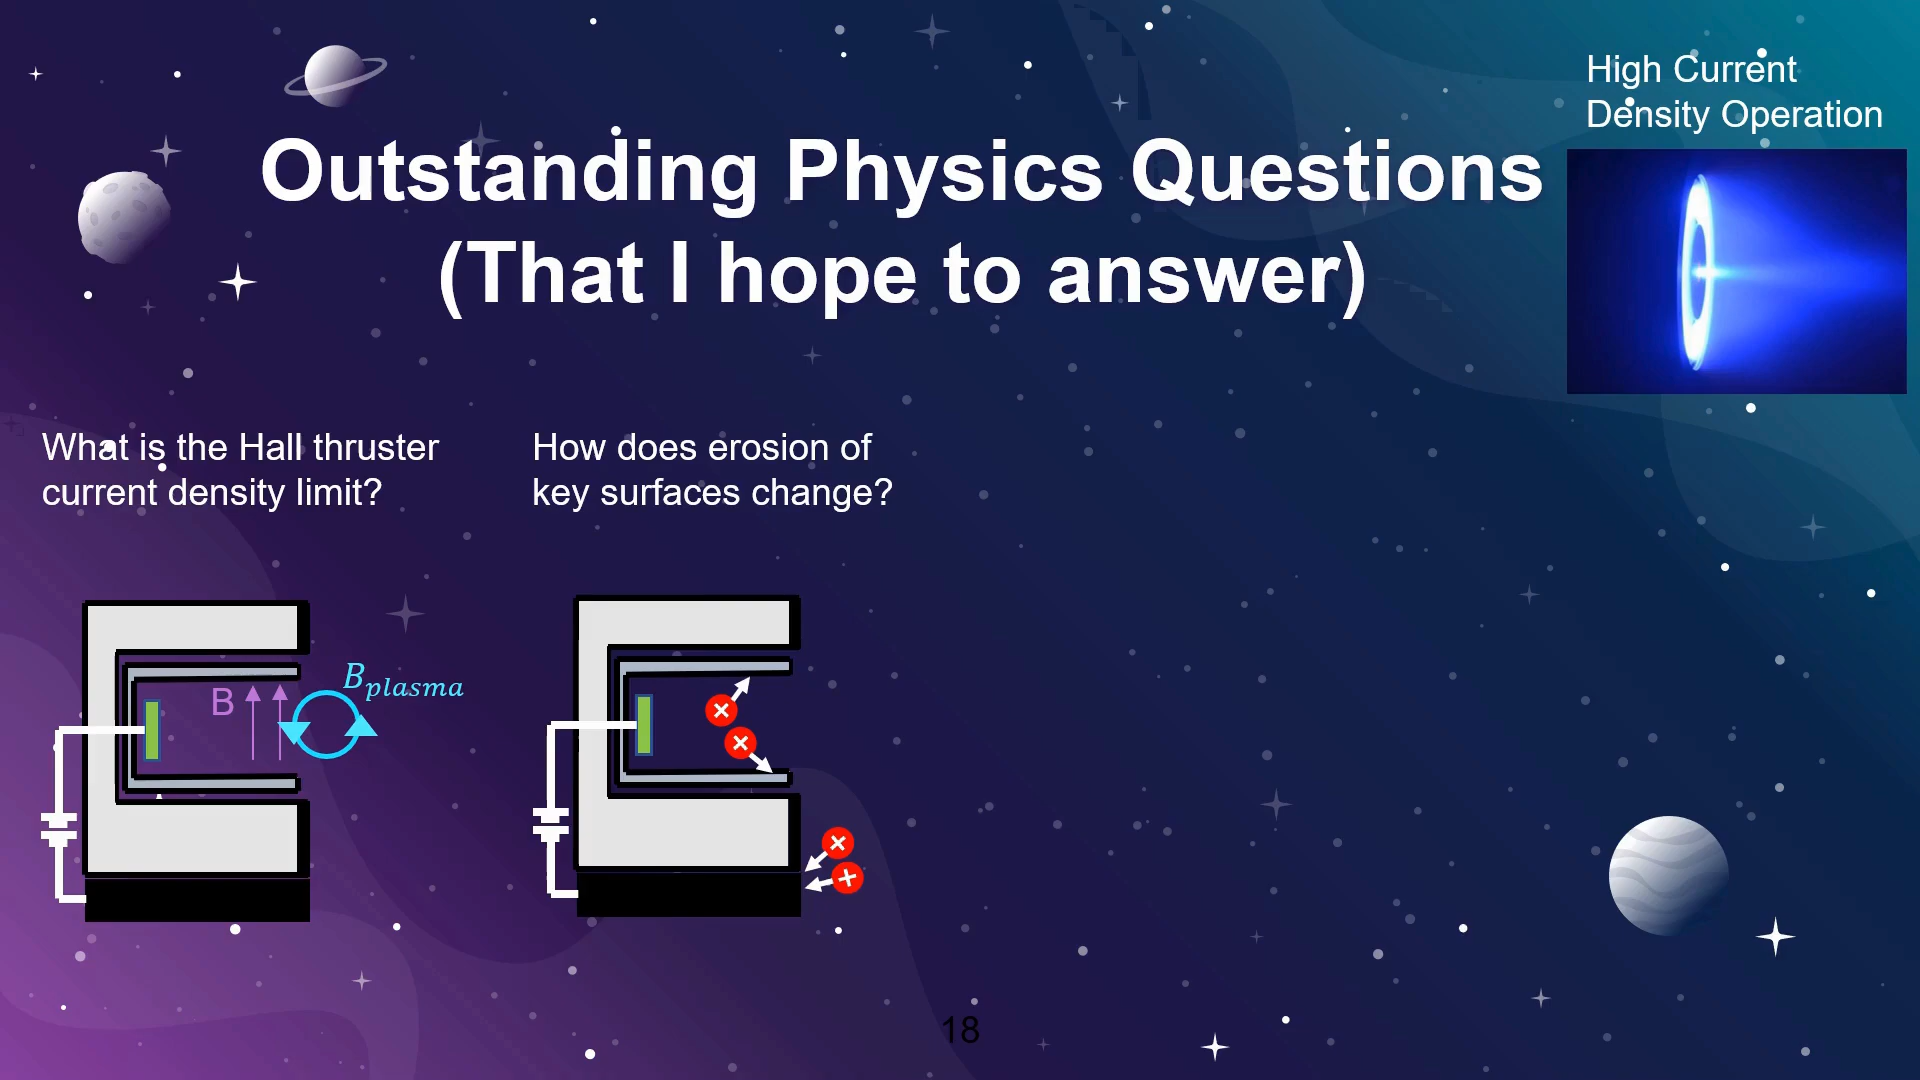 High Current
Density Operation
Outstanding Physics Questions
(That I hope to answer)
What is the Hall thruster
current density limit?
How does erosion of
key surfaces change?
B
B_plasma
18